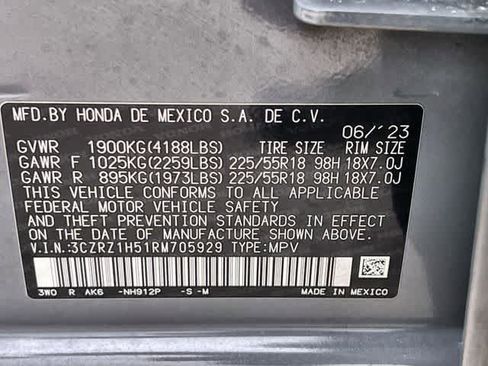 MFD.BY HONDA DE MEXICO S.A. DE C.V.
06/'23
GVWR 1900KG(4188LBS) TIRE SIZE RIM SIZE
GAWR F 1025KG(2259LBS) 225/55R18 98H 18X7.0J
GAWR R 895KG(1973LBS) 225/55R18 98H 18X7.0J
THIS VEHICLE CONFORMS TO ALL APPLICABLE
FEDERAL MOTOR VEHICLE SAFETY
AND THEFT PREVENTION STANDARDS IN EFFECT
ON THE DATE OF MANUFACTURE SHOWN ABOVE.
V.I.N:3CZRZ1H51RM705929 TYPE:MPV
3W0 R AK6 -NH912P -S -M MADE IN MEXICO